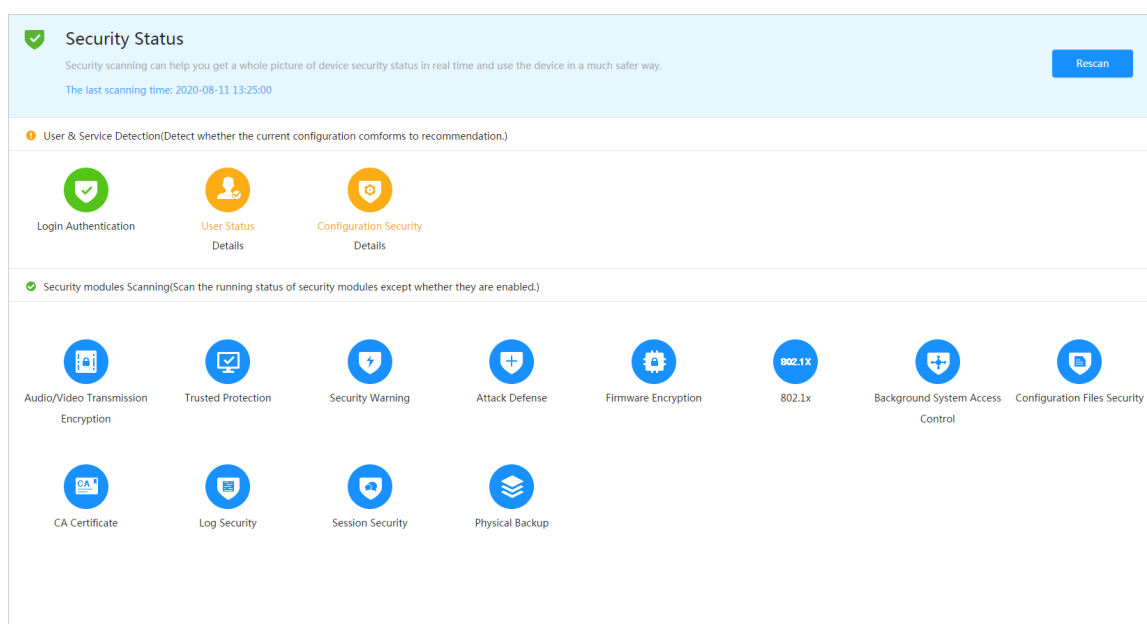 Security Status
Security scanning can help you get a whole picture of device security status in real time and use the device in a much safer way.
Rescan
The last scanning time: 2020-08-11 13:25:00
User & Service Detection(Detect whether the current configuration comforms to recommendation.)
Login Authentication
User Status
Configuration Security
Details
Details
Security modules Scanning(Scan the running status of security modules except whether they are enabled.)
802.1X
Audio/Video Transmission
Encryption
Trusted Protection
Security Warning
Attack Defense
Firmware Encryption
802.1x
Background System Access
Control
Configuration Files Security
CA
CA Certificate
Log Security
Session Security
Physical Backup